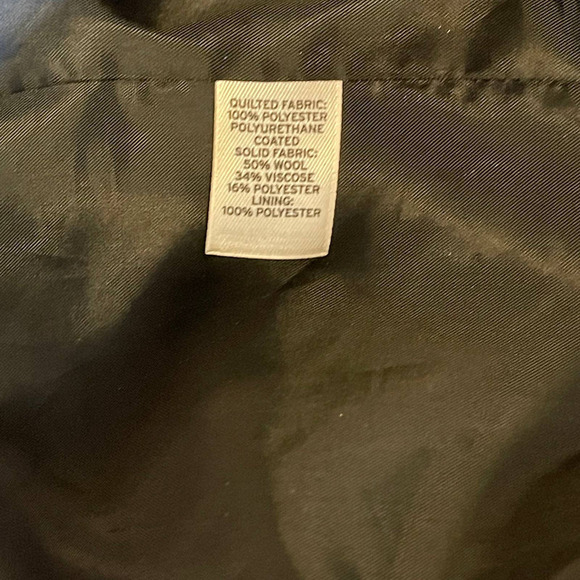 QUILTED FABRIC:
100% POLYESTER
POLYURETHANE
COATED
SOLID FABRIC:
50% WOOL
34% VISCOSE
16% POLYESTER
LINING:
100% POLYESTER